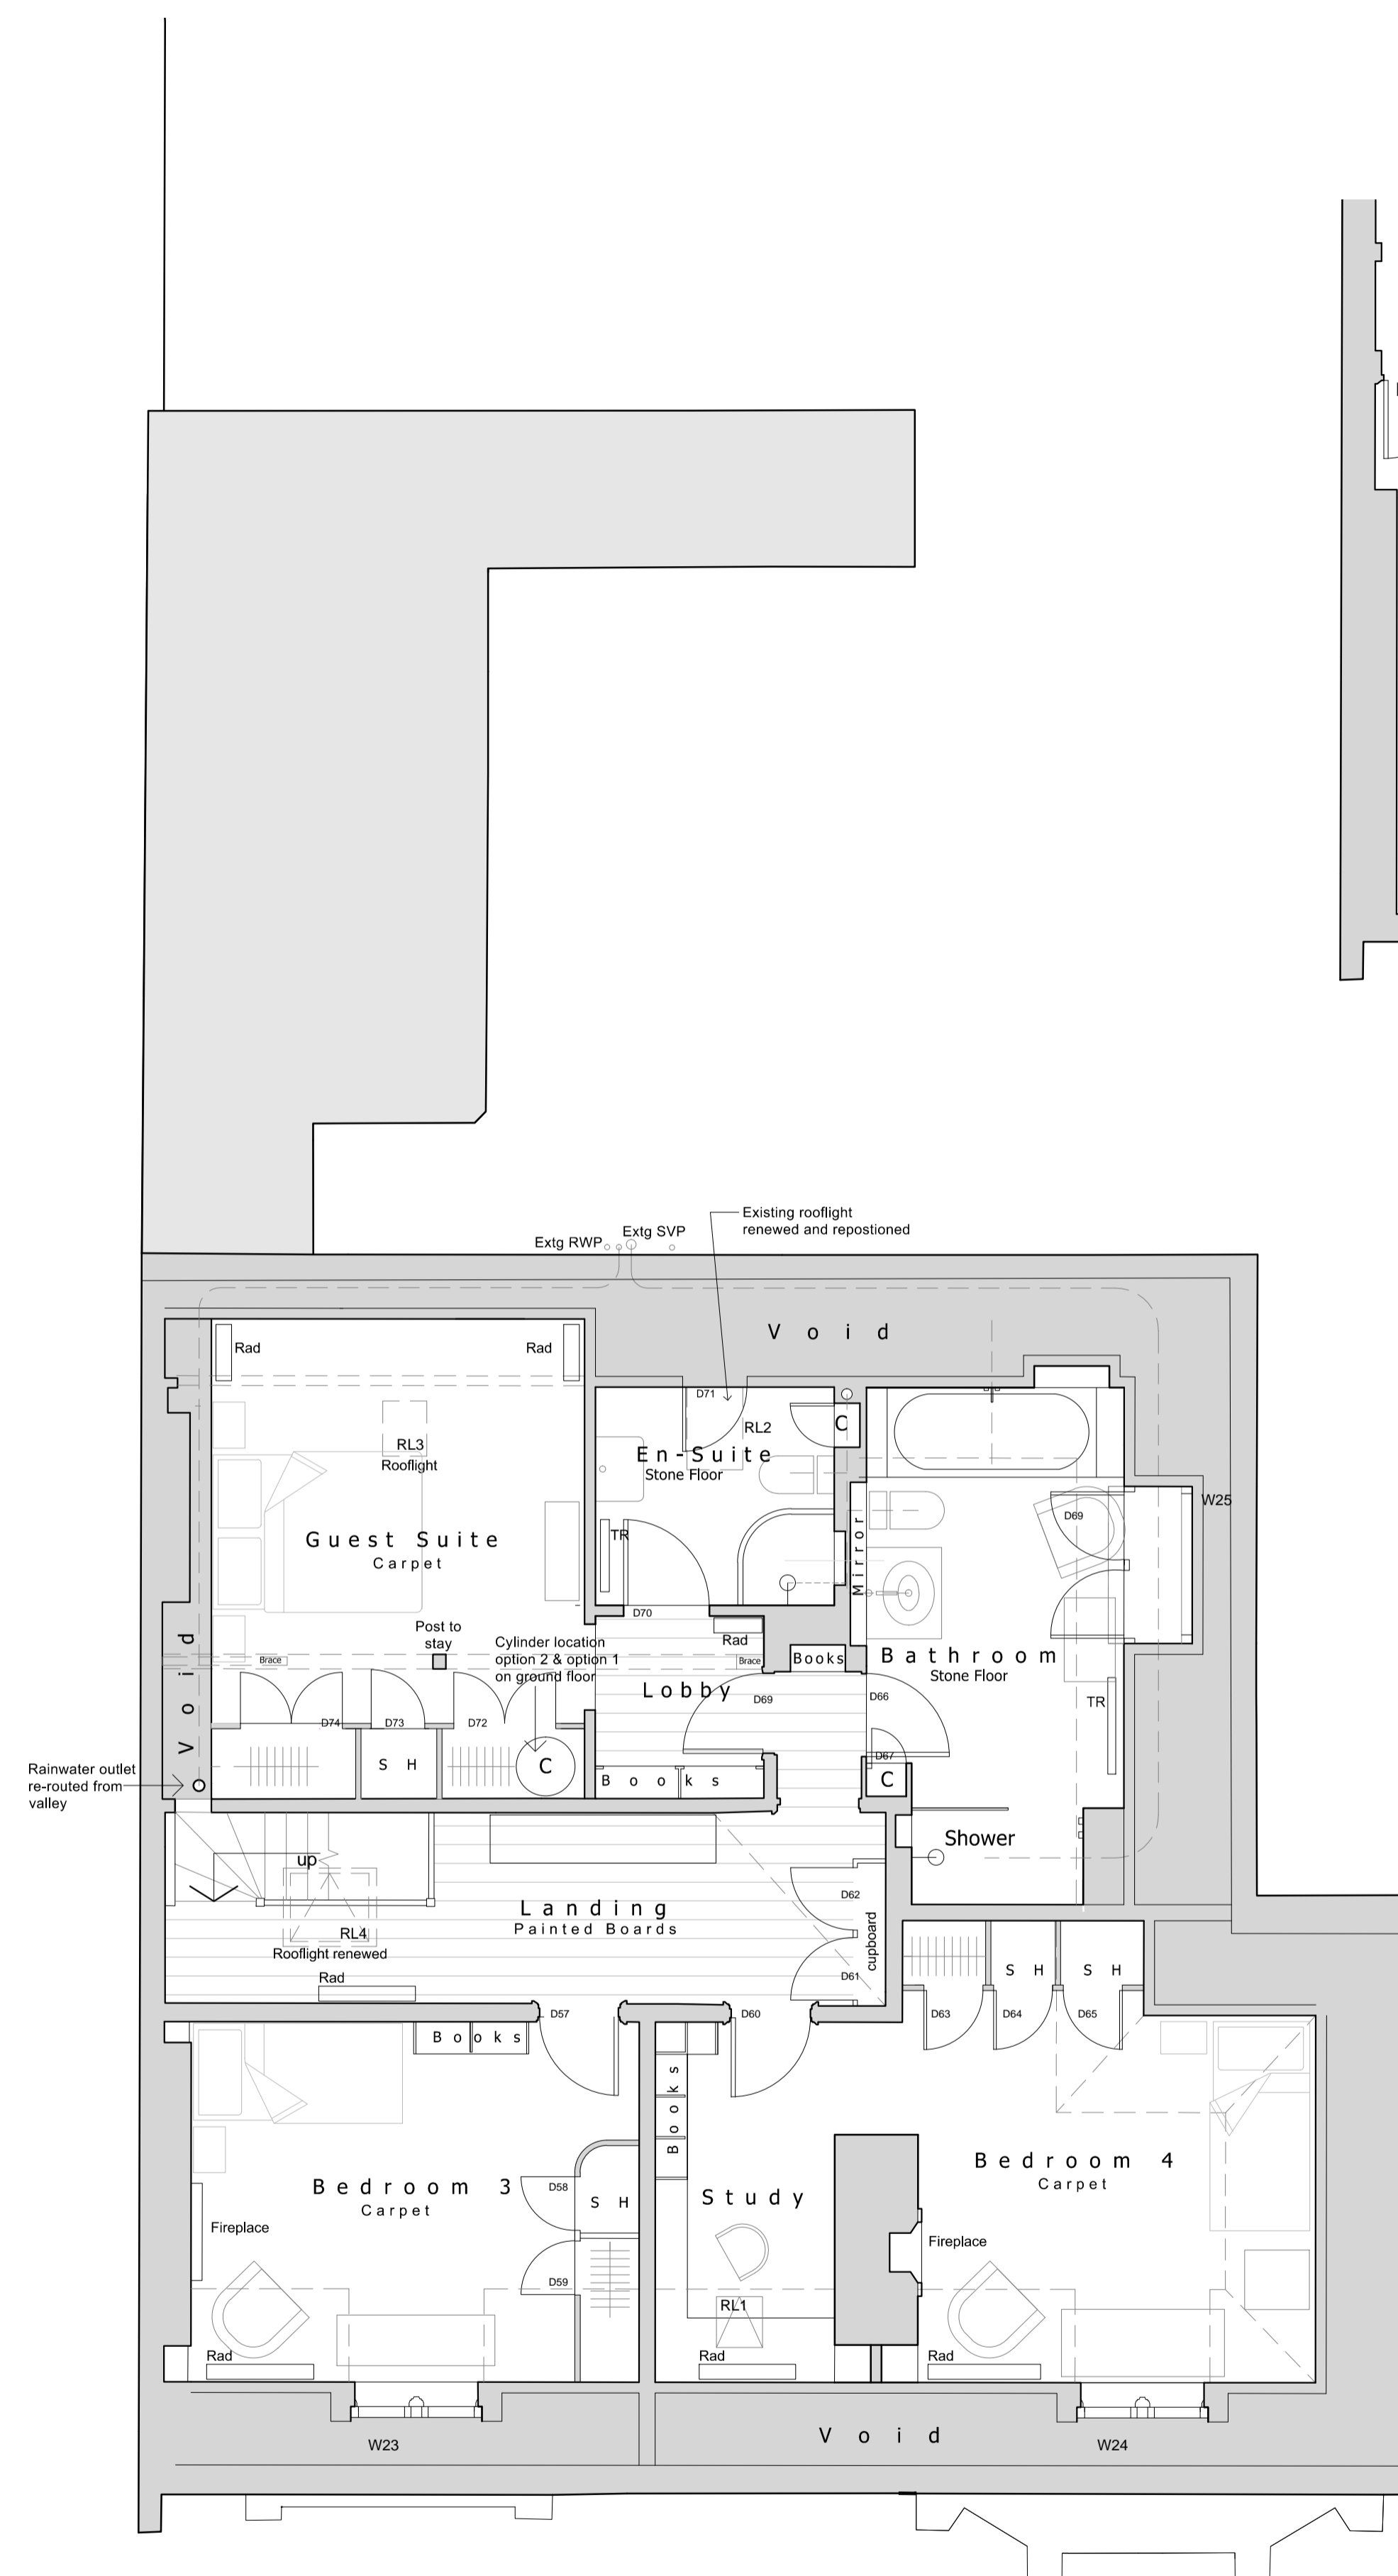 Existing rooflight
renewed and repostioned
Extg SVP
Extg RWP
Void
Rad
Rad
D71
RL2
C
RL3
Rooflight
En-Suite
Stone Floor
W25
D69
Mirror
TR
Guest Suite
Carpet
D70
Post to
stay
Rad
Cylinder location
option 2 & option 1
on ground floor
Brace
Brace
Books
Bathroom
Stone Floor
Void
Lobby
D69
D66
TR
D74
D73
D72
D67
S H
C
Books
C
Rainwater outlet
re-routed from
valley
Shower
up
D62
Landing
Painted Boards
cupboard
RL4
Rooflight renewed
Rad
D61
S H
S H
D57
D60
D63
D64
D65
Books
Books
Bedroom 3
Carpet
D58
S H
Study
Bedroom 4
Carpet
Fireplace
Fireplace
D59
RL1
Rad
Rad
Rad
Void
W23
W24